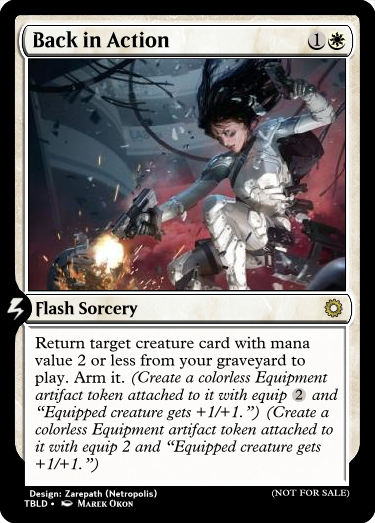 Back in Action
1
Flash Sorcery
Return target creature card with mana
value 2 or less from your graveyard to
play. Arm it. (Create a colorless Equipment
artifact token attached to it with equip 2 and
“Equipped creature gets +1/+1.”) (Create a
colorless Equipment artifact token attached to
it with equip 2 and “Equipped creature gets
+1/+1.”)
Design: Zarepath (Netropolis)
(NOT FOR SALE)
TBLD • Marek Okon